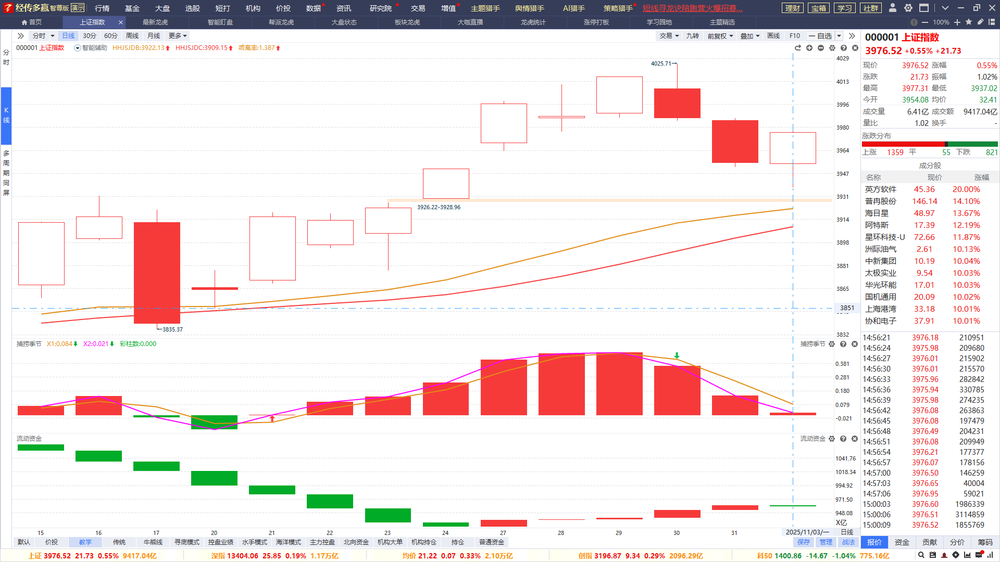 经传多赢 智尊版 演示 行情 基金 大盘 选股 短打 机构 价投 数据 资讯 研究院 交易 增值 主题猎手 舆情猎手 AI猎手 策略猎手 短线寻龙诀陪跑营火爆招募... 理财 宝箱 学习 社群
首页 上证指数 最新龙虎 智能盯盘 帮派龙虎 大盘状态 板块龙虎 大咖直播 龙虎统计 涨停打板 学习园地 主题精选 100%
分时 日线 30分 60分 周线 月线 更多 交易 九转 前复权 叠加 画线 F10 自选
000001 上证指数 智能辅助 HHJSJDB:3922.13 HHJSJDC:3909.15 乖离率:1.387
分时
K线
多周期同屏
4029
4013
3996
3980
3964
3947
3931
3914
3898
3881
3865
3851
3832
4025.71
3926.22-3928.96
3835.37
捕捞季节 X1:0.084 X2:0.021 彩柱数:0.000 捕捞季节
0.381
0.281
0.180
0.079
-0.021
流动资金 流动资金
1041.76
1018.34
994.92
971.50
948.08
X亿
15 16 17 20 21 22 23 24 27 28 29 30 31 2025/11/03/一 日线
默认 价投 教学 传统 牛能线 寻底模式 控盘业绩 水手模式 海洋模式 主力控盘 北向资金 机构大单 机构持仓 持仓 普通资金 保存 管理 战法
000001 上证指数
3976.52 +0.55% +21.73
现价 3976.52 涨幅 0.55%
涨跌 21.73 振幅 1.02%
最高 3977.31 最低 3937.02
今开 3954.08 均价 32.41
成交量 6.41亿 成交额 9417.04亿
量比 1.02 换手 -
涨跌分布
上涨 1359 平 55 下跌 821
成分股
名称 现价 涨幅
英方软件 45.36 20.00%
普冉股份 146.14 14.10%
海目星 48.97 13.67%
阿特斯 17.39 12.19%
星环科技-U 72.66 11.87%
洲际油气 2.61 10.13%
中新集团 10.19 10.04%
太极实业 9.54 10.03%
华光环能 17.01 10.03%
国机通用 20.09 10.02%
上海港湾 33.18 10.01%
协和电子 37.91 10.01%
14:56:21 3976.18 210951
14:56:24 3975.98 209680
14:56:27 3976.01 215902
14:56:30 3976.01 215570
14:56:33 3975.96 282842
14:56:36 3975.94 330785
14:56:39 3975.98 274235
14:56:42 3976.08 263863
14:56:45 3976.08 197479
14:56:48 3976.49 204231
14:56:51 3976.08 209949
14:56:54 3976.21 177377
14:56:57 3976.07 178156
14:57:00 3976.50 146259
14:57:03 3976.65 40004
14:57:06 3976.95 59021
15:00:03 3976.60 1986339
15:00:06 3976.51 3114859
15:00:09 3976.52 1855769
报价 资金 贡献 分价 筹码
上证 3976.52 21.73 0.55% 9417.04亿 深指 13404.06 25.85 0.19% 1.17万亿 均价 21.22 0.07 0.33% 2.10万亿 创指 3196.87 9.34 0.29% 2096.29亿 科50 1400.86 -14.67 -1.04% 775.16亿